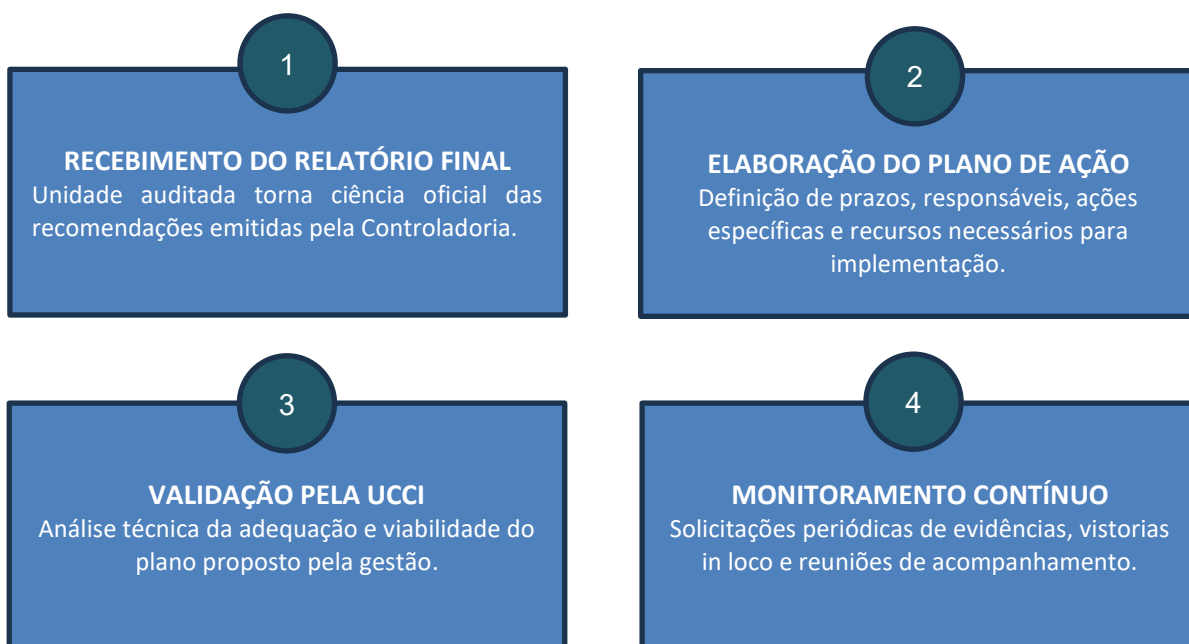 1
RECEBIMENTO DO RELATÓRIO FINAL
Unidade auditada torna ciência oficial das
recomendações emitidas pela Controladoria.
2
ELABORAÇÃO DO PLANO DE AÇÃO
Definição de prazos, responsáveis, ações
específicas e recursos necessários para
implementação.
3
VALIDAÇÃO PELA UCCI
Análise técnica da adequação e viabilidade do
plano proposto pela gestão.
4
MONITORAMENTO CONTÍNUO
Solicitações periódicas de evidências, vistorias
in loco e reuniões de acompanhamento.